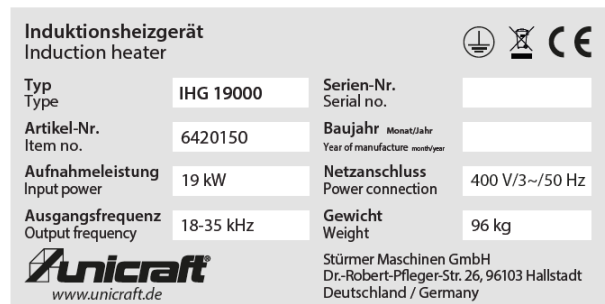 Induktionsheizgerät
Induction heater
CE
Typ
Type
IHG 19000
Serien-Nr.
Serial no.
Artikel-Nr.
Item no.
6420150
Baujahr Monat/Jahr
Year of manufacture month/year
Aufnahmeleistung
Input power
19 kW
Netzanschluss
Power connection
400 V/3~/50 Hz
Ausgangsfrequenz
Output frequency
18-35 kHz
Gewicht
Weight
96 kg
unicraft®
www.unicraft.de
Stürmer Maschinen GmbH
Dr.-Robert-Pfleger-Str. 26, 96103 Hallstadt
Deutschland / Germany